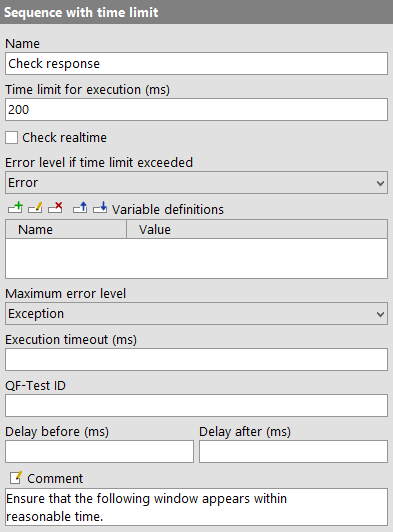 Sequence with time limit
Name
Check response
Time limit for execution (ms)
200
Check realtime
Error level if time limit exceeded
Error
Variable definitions
Name Value
Maximum error level
Exception
Execution timeout (ms)
QF-Test ID
Delay before (ms) Delay after (ms)
Comment
Ensure that the following window appears within
reasonable time.